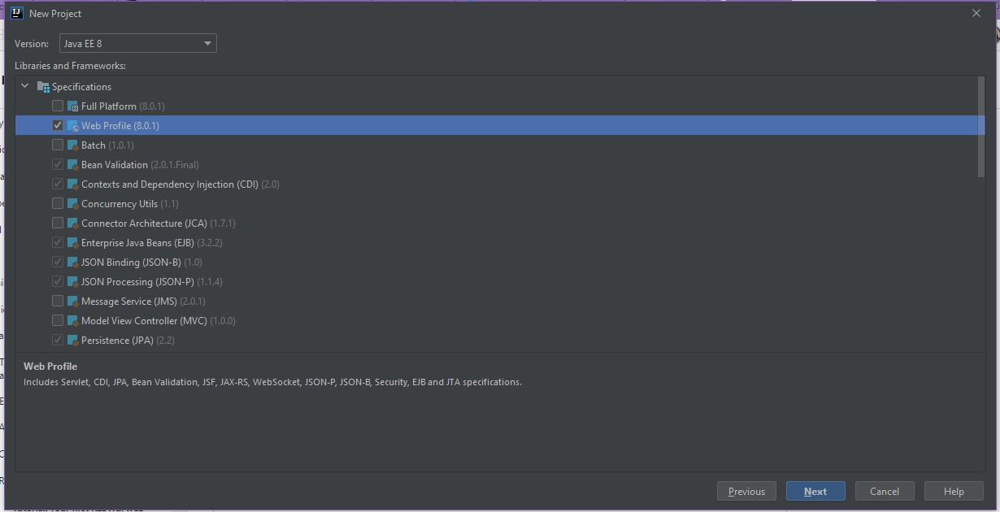 New Project
Version: Java EE 8
Libraries and Frameworks:
Specifications
Full Platform (8.0.1)
Web Profile (8.0.1)
Batch (1.0.1)
Bean Validation (2.0.1.Final)
Contexts and Dependency Injection (CDI) (2.0)
Concurrency Utils (1.1)
Connector Architecture (JCA) (1.7.1)
Enterprise Java Beans (EJB) (3.2.2)
JSON Binding (JSON-B) (1.0)
JSON Processing (JSON-P) (1.1.4)
Message Service (JMS) (2.0.1)
Model View Controller (MVC) (1.0.0)
Persistence (JPA) (2.2)
Web Profile
Includes Servlet, CDI, JPA, Bean Validation, JSF, JAX-RS, WebSocket, JSON-P, JSON-B, Security, EJB and JTA specifications.
Previous Next Cancel Help